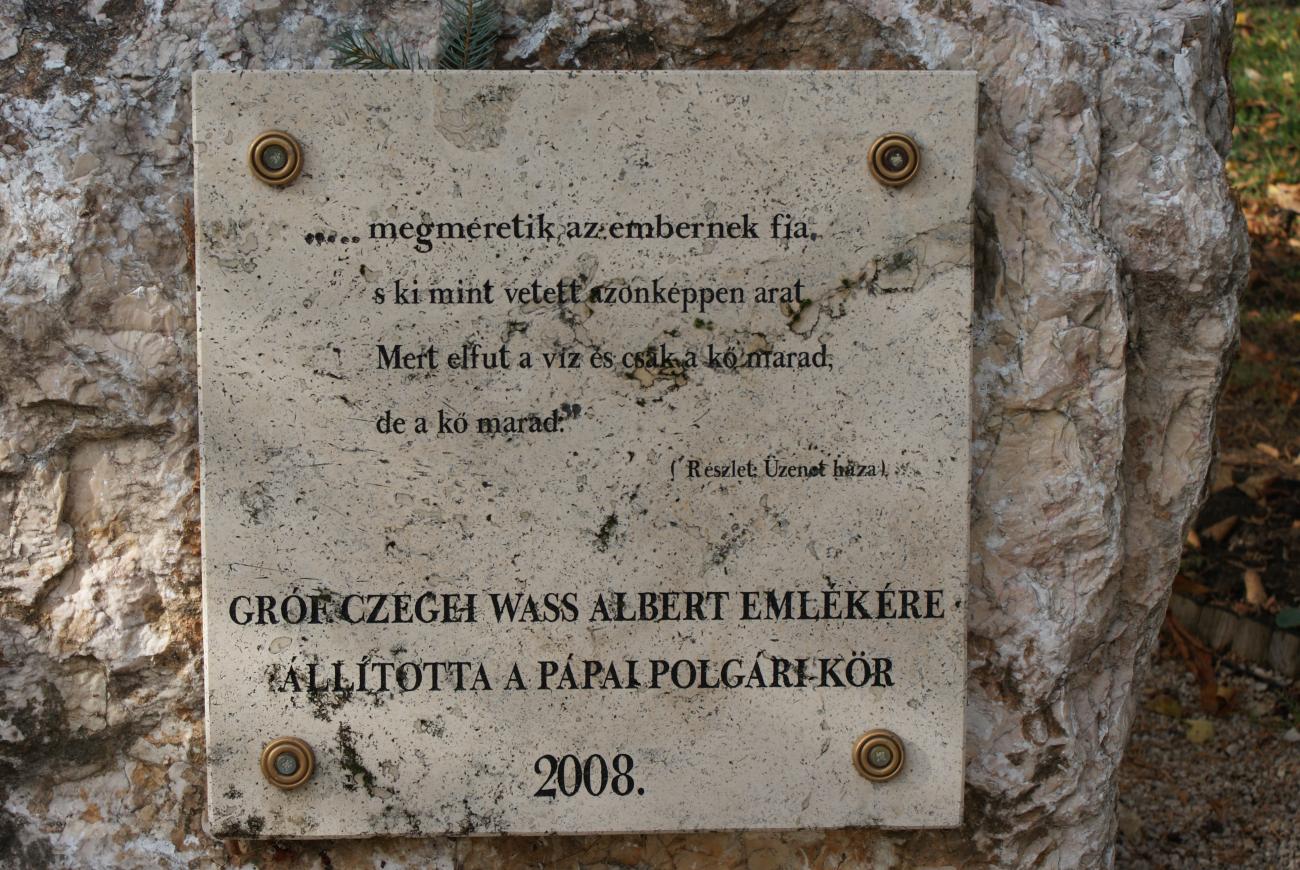 „... megméretik az embernek fia,
s ki mint vetett azonképpen arat
Mert elfut a víz és csak a kő marad,
de a kő marad."
( Részlet: Üzenet haza )
GRÓF CZEGEI WASS ALBERT EMLÉKÉRE
ÁLLÍTOTTA A PÁPAI POLGÁRI KÖR
2008.